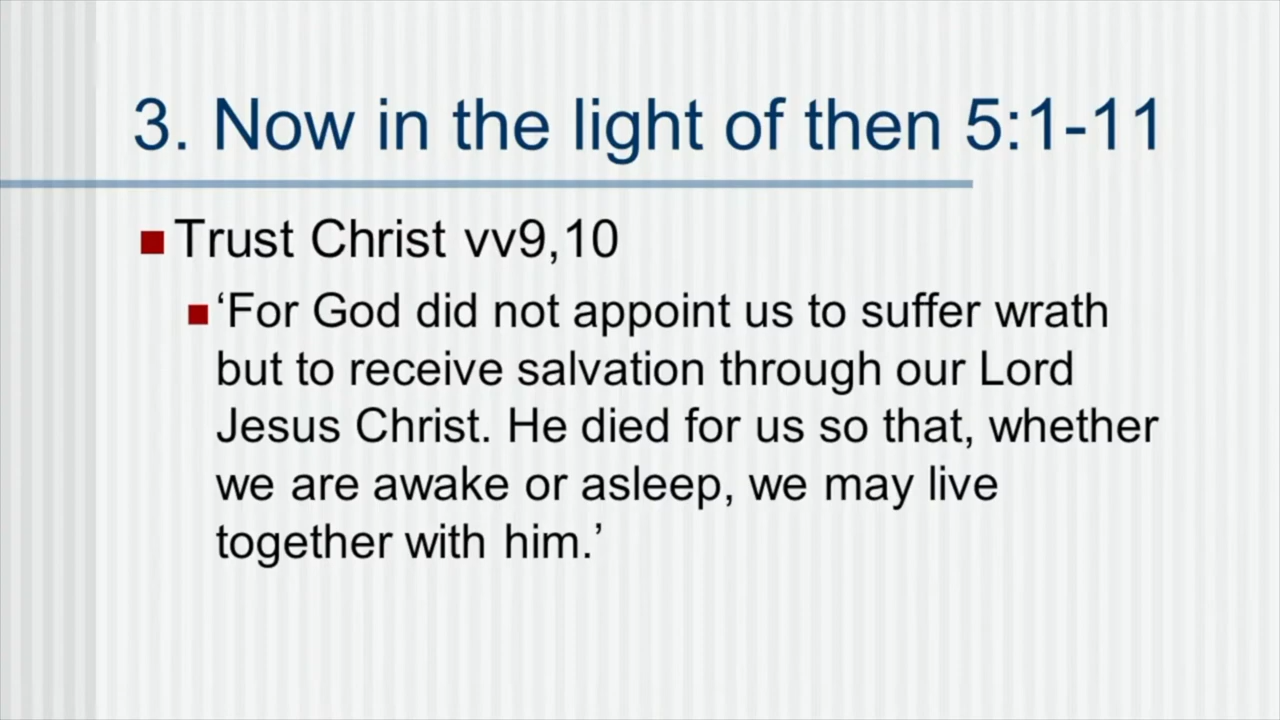 3. Now in the light of then 5:1-11
Trust Christ vv9,10
‘For God did not appoint us to suffer wrath
but to receive salvation through our Lord
Jesus Christ. He died for us so that, whether
we are awake or asleep, we may live
together with him.’